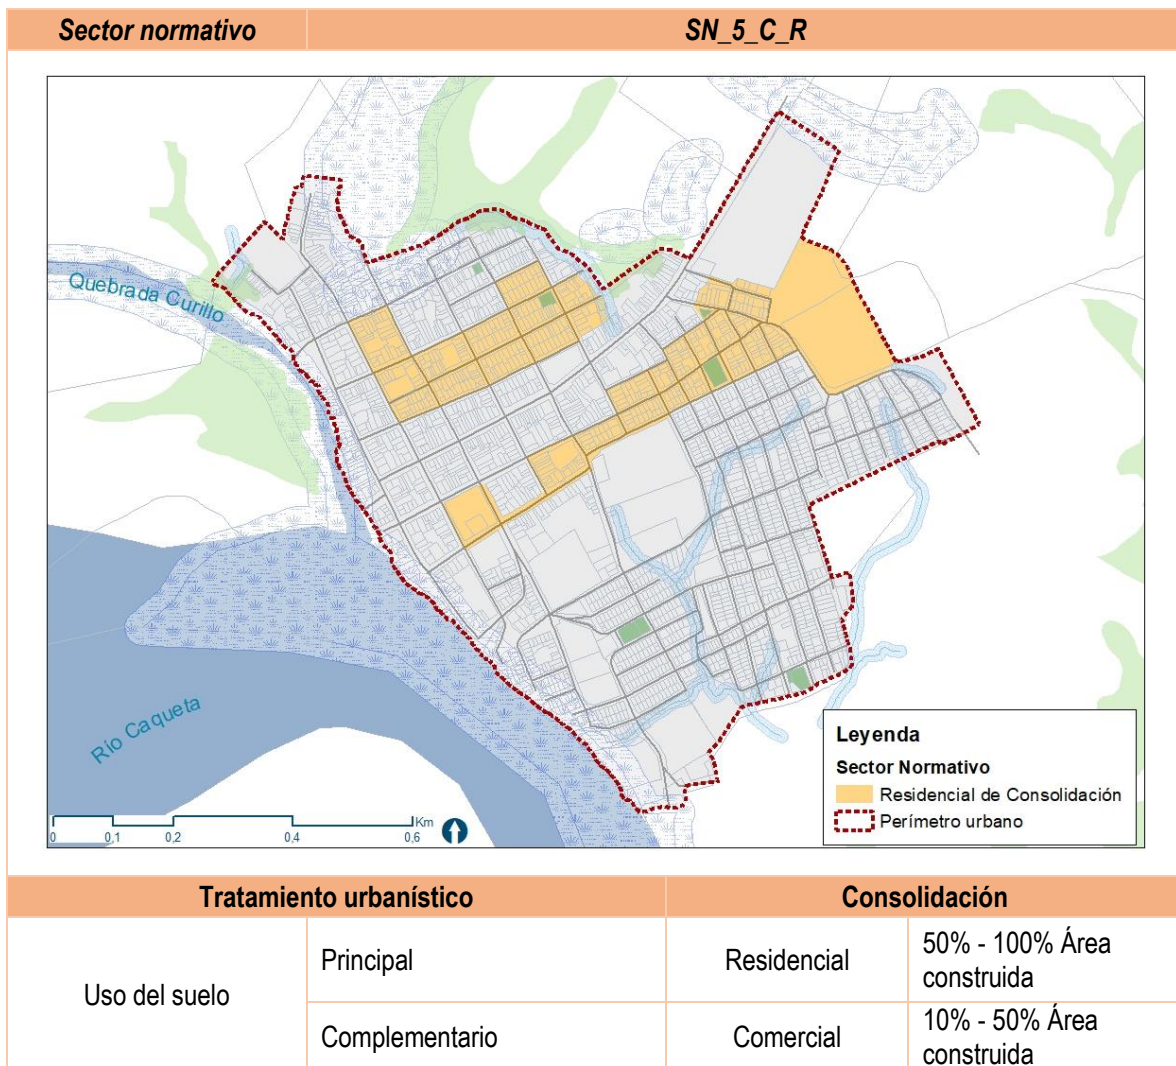 Sector normativo SN_5_C_R
Quebrada Curillo
Río Caqueta
Leyenda
Sector Normativo
Residencial de Consolidación
Perímetro urbano
Km
0 0,1 0,2 0,4 0,6
Tratamiento urbanístico Consolidación
Uso del suelo
Principal
Residencial
50% - 100% Área
construida
Complementario
Comercial
10% - 50% Área
construida